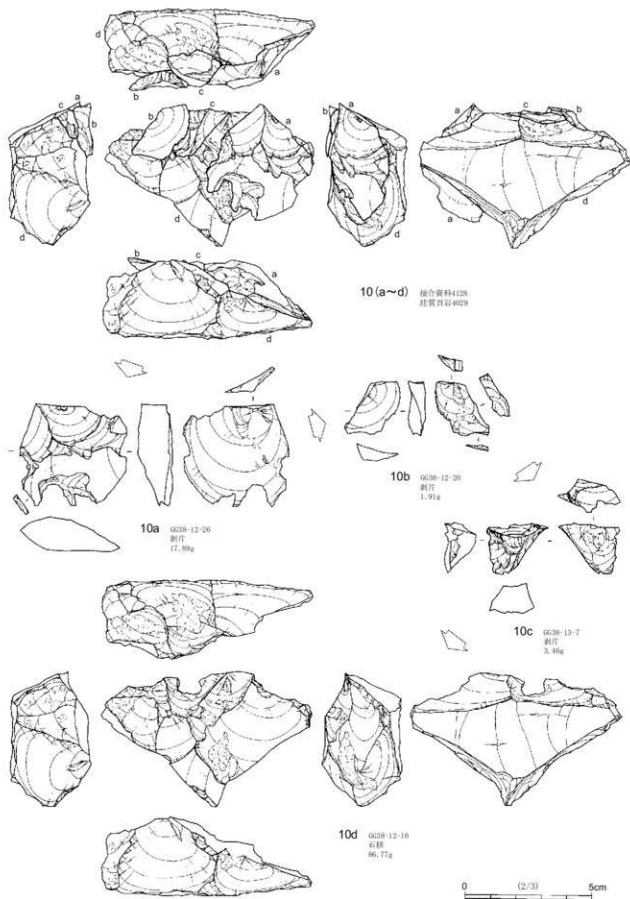 d
b
c
a
c
a
b
d
b
c
a
d
b
a
d
a
c
b
a
d
b
c
a
d
10(a~d) 接合資料4128
珪質頁岩4029
10a GG38-12-26
剥片
17.89g
10b GG38-12-20
剥片
1.91g
10c GG38-13-7
剥片
3.46g
10d GG38-12-16
石核
86.77g
0 (2/3) 5cm